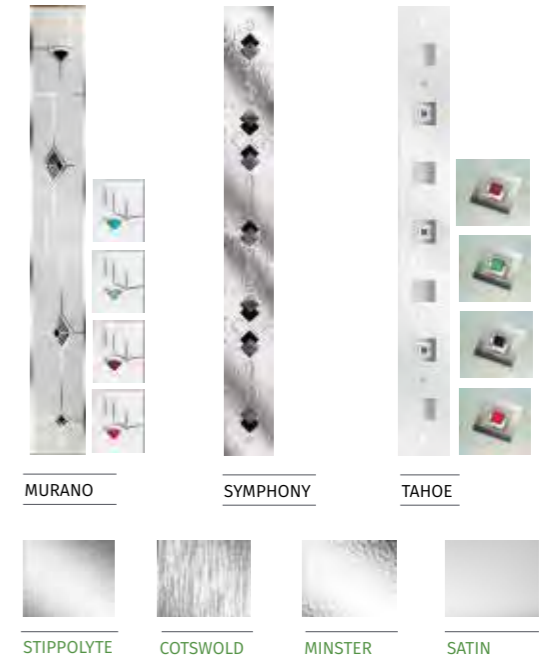 MURANO
SYMPHONY
TAHOE
STIPPOLYTE
COTSWOLD
MINSTER
SATIN